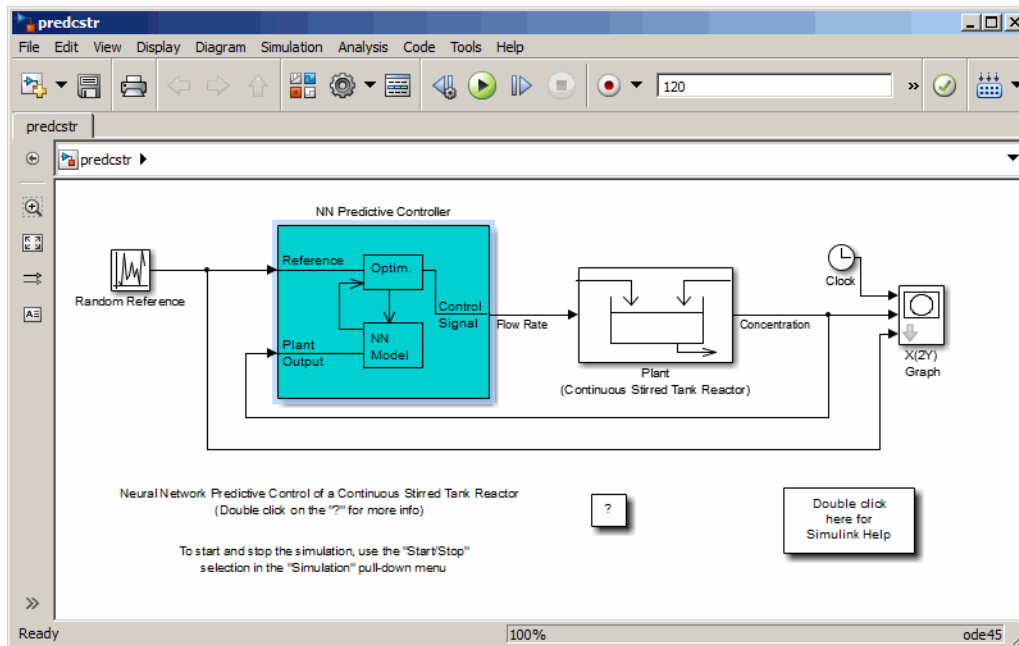 predcstr
File Edit View Display Diagram Simulation Analysis Code Tools Help
120
»
predcstr
predcstr
NN Predictive Controller
Reference
Optim.
Clock
Random Reference
Control
Signal
Flow Rate
Concentration
Plant
Output
NN
Model
X(2Y)
Graph
Plant
(Continuous Stirred Tank Reactor)
Neural Network Predictive Control of a Continuous Stirred Tank Reactor
(Double click on the "?" for more info)
?
Double click
here for
Simulink Help
To start and stop the simulation, use the "Start/Stop"
selection in the "Simulation" pull-down menu
»
Ready
100%
ode45